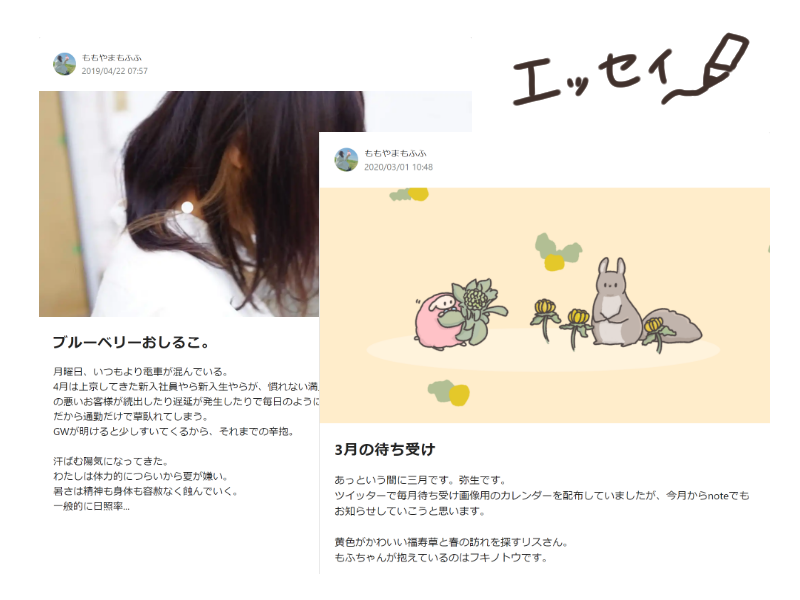 エッセイ
ももやまもふふ
2019/04/22 07:57
ブルーベリーおしるこ。
月曜日、いつもより電車が混んでいる。
4月は上京してきた新入社員やら新入生やらが、慣れない満
の悪いお客様が続出したり遅延が発生したりで毎日のように
だから通勤だけで草臥れてしまう。
GWが明けると少しすいてくるから、それまでの辛抱。
汗ばむ陽気になってきた。
わたしは体力的につらいから夏が嫌い。
暑さは精神も身体も容赦なく蝕んでいく。
一般的に日照率...
ももやまもふふ
2020/03/01 10:48
3月の待ち受け
あっという間に三月です。弥生です。
ツイッターで毎月待ち受け画像用のカレンダーを配布していましたが、今月からnoteでも
お知らせしていこうと思います。
黄色がかわいい福寿草と春の訪れを探すリスさん。
もふちゃんが抱えているのはフキノトウです。